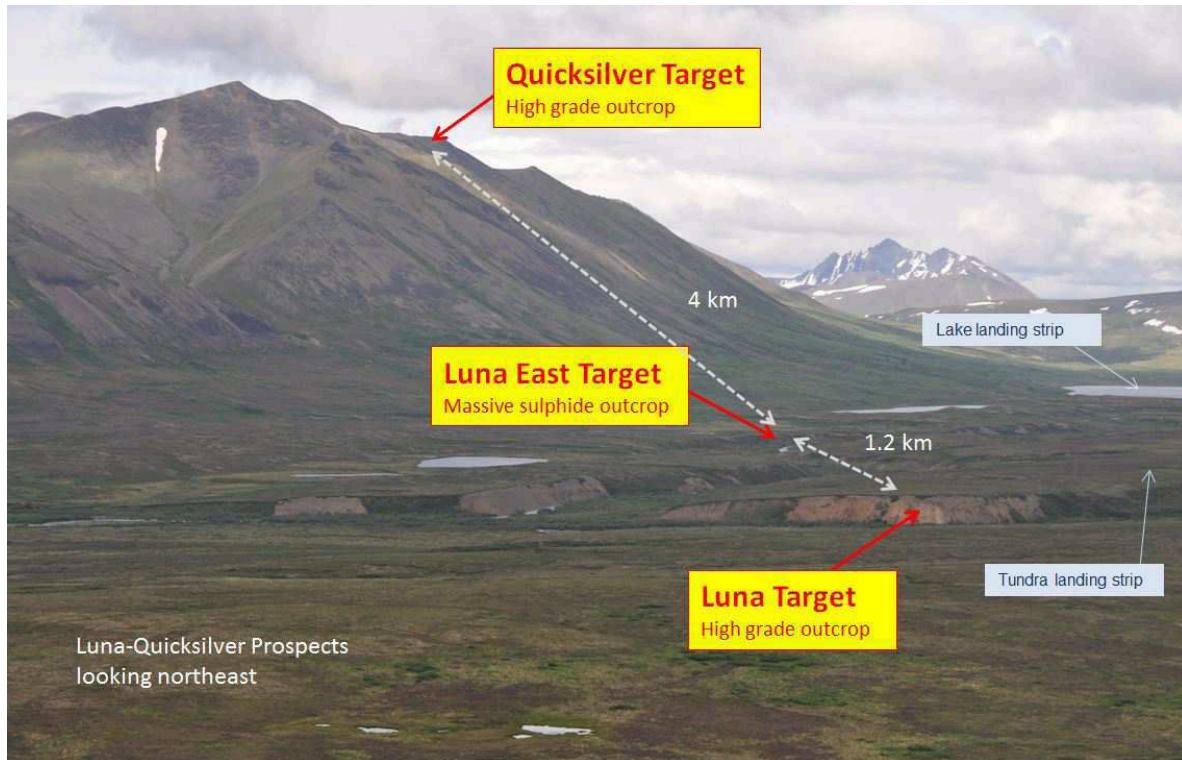 Quicksilver Target
High grade outcrop
4 km
Lake landing strip
Luna East Target
Massive sulphide outcrop
1.2 km
Tundra landing strip
Luna Target
High grade outcrop
Luna-Quicksilver Prospects
looking northeast